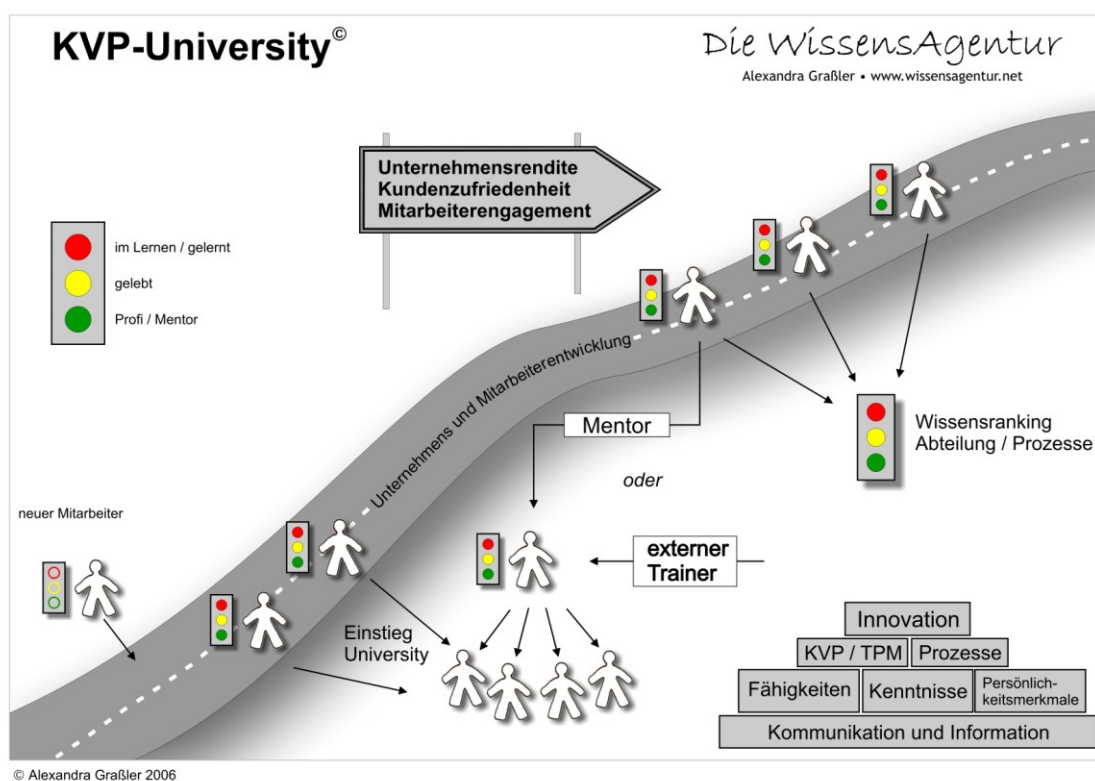 KVP-University©
Die WissensAgentur
Alexandra Graßler • www.wissensagentur.net
Unternehmensrendite
Kundenzufriedenheit
Mitarbeiterengagement
im Lernen / gelernt
gelebt
Profi / Mentor
Unternehmens und Mitarbeiterentwicklung
Mentor
Wissensranking
Abteilung / Prozesse
oder
neuer Mitarbeiter
externer
Trainer
Einstieg
University
Innovation
KVP / TPM
Prozesse
Fähigkeiten
Kenntnisse
Persönlich-
keitsmerkmale
Kommunikation und Information
© Alexandra Graßler 2006